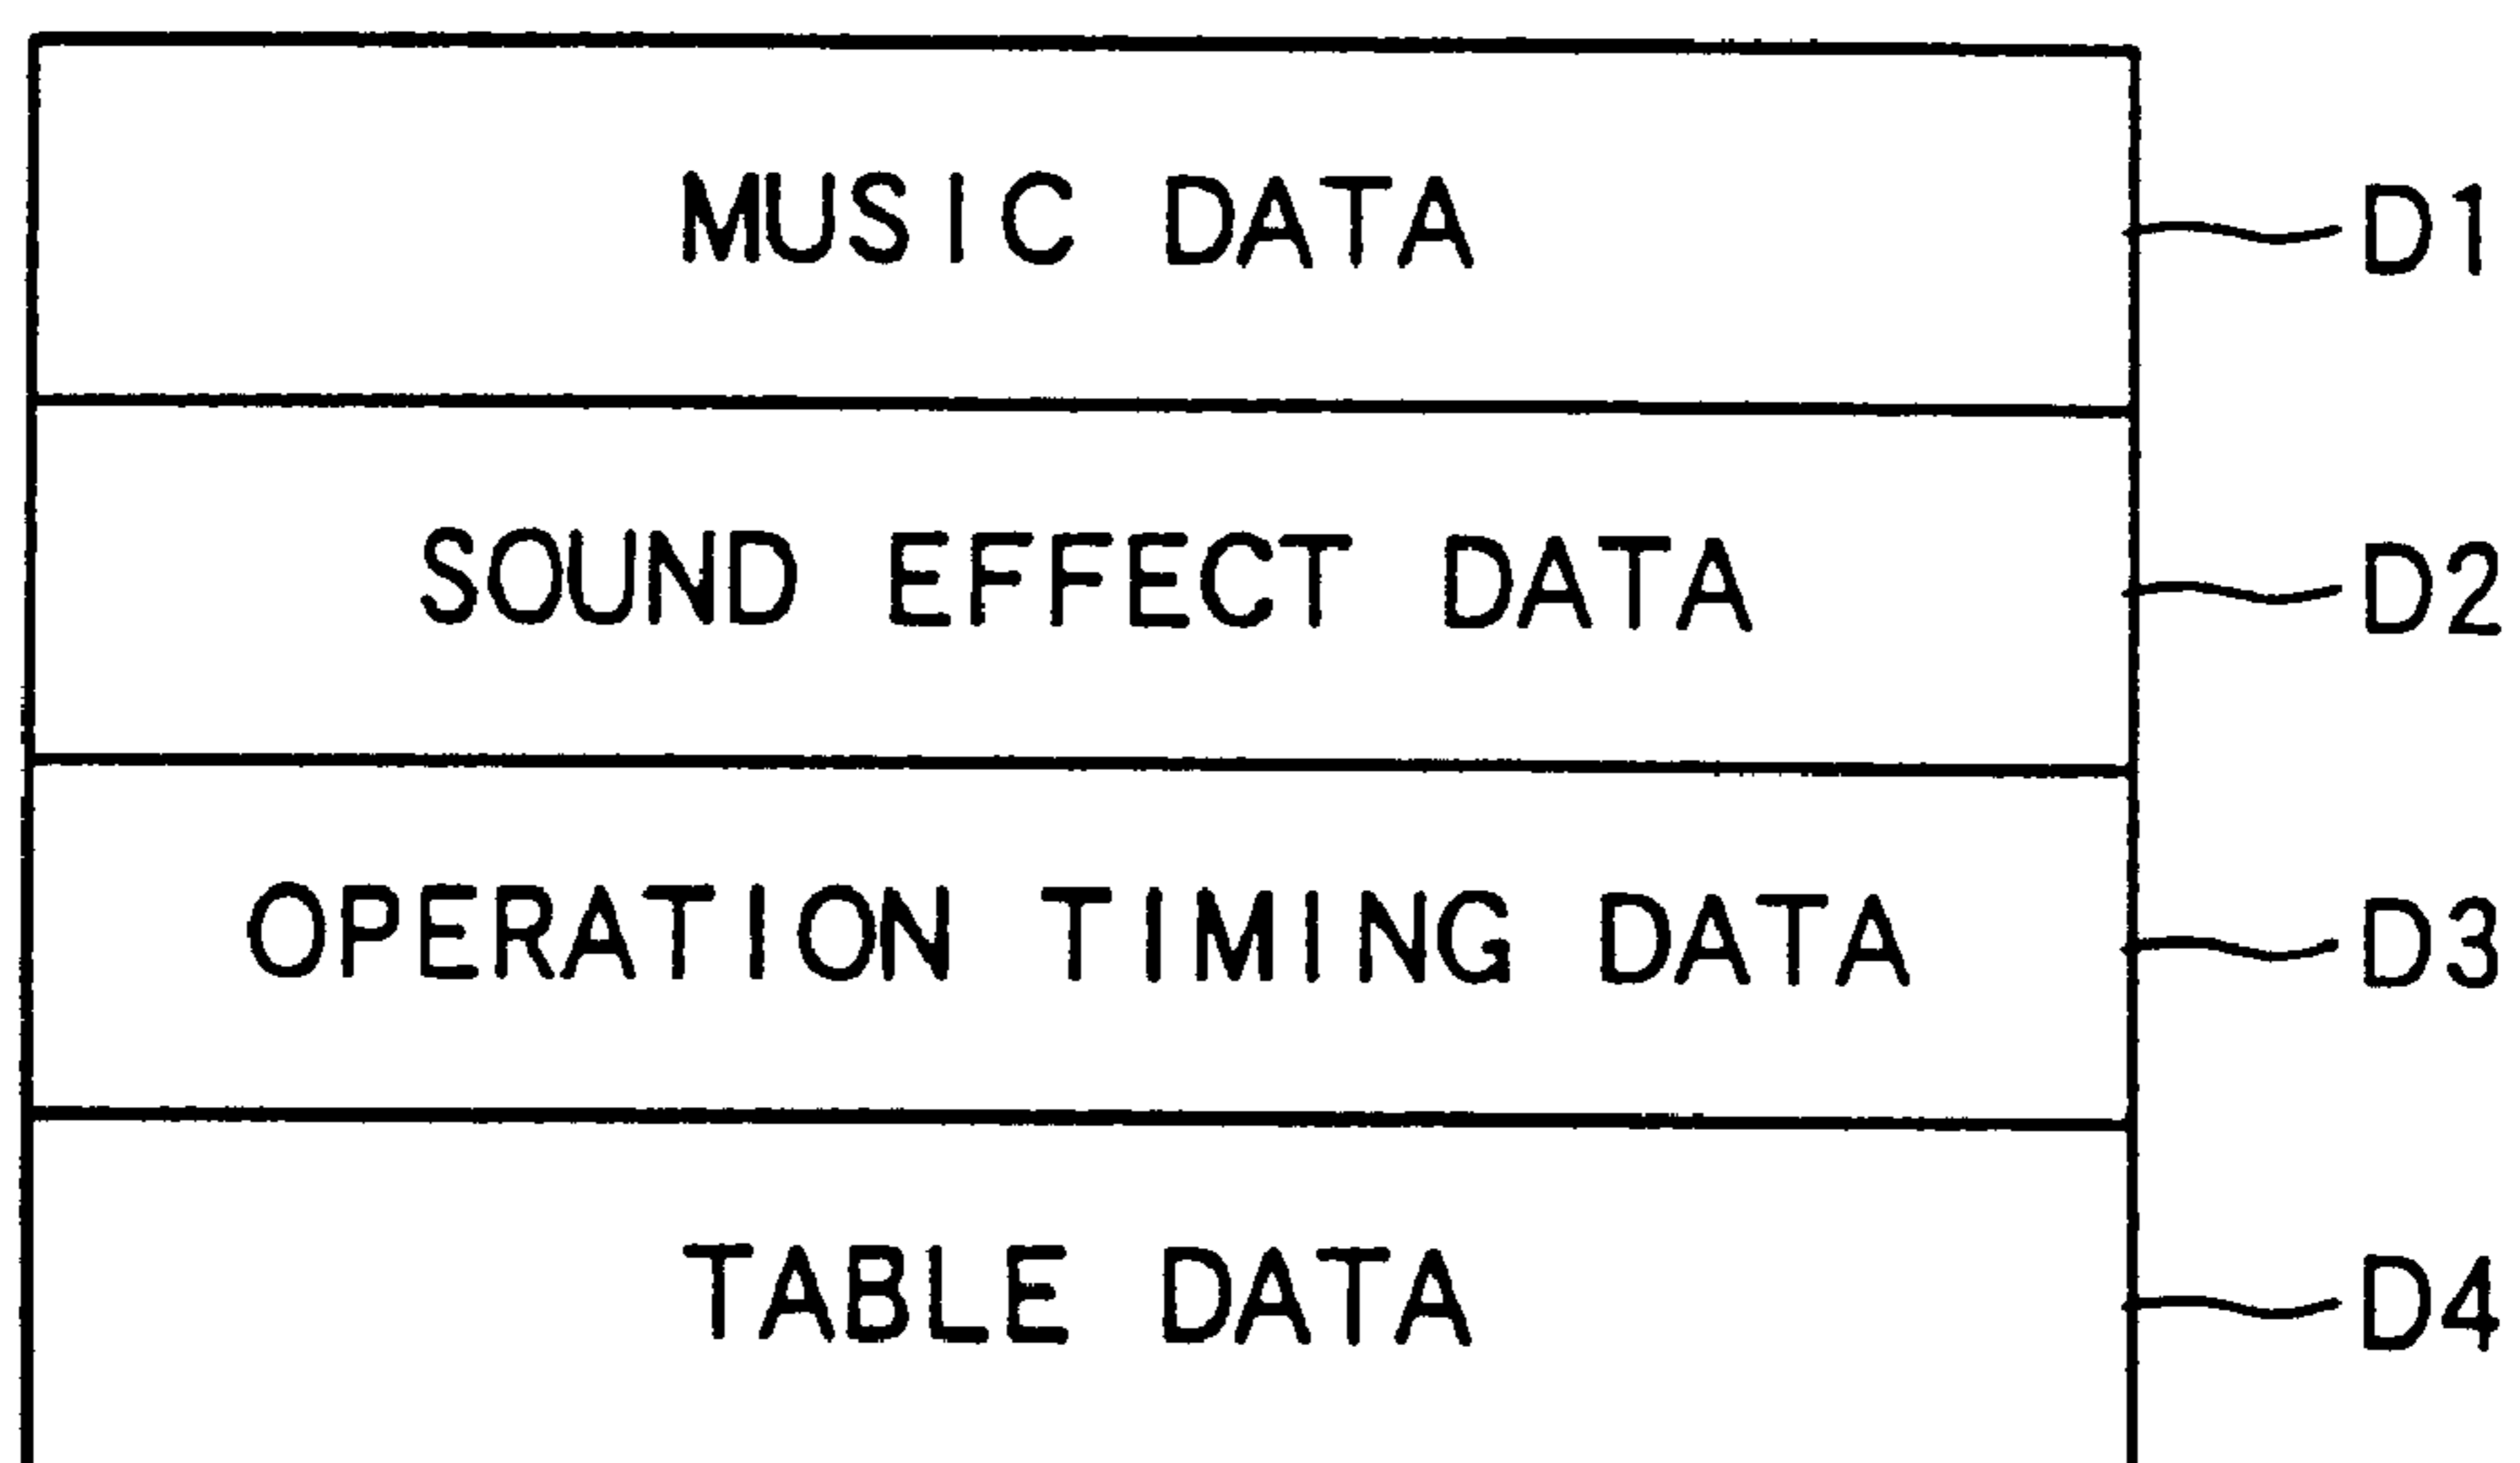 MUSIC DATA D1
SOUND EFFECT DATA D2
OPERATION TIMING DATA D3
TABLE DATA D4